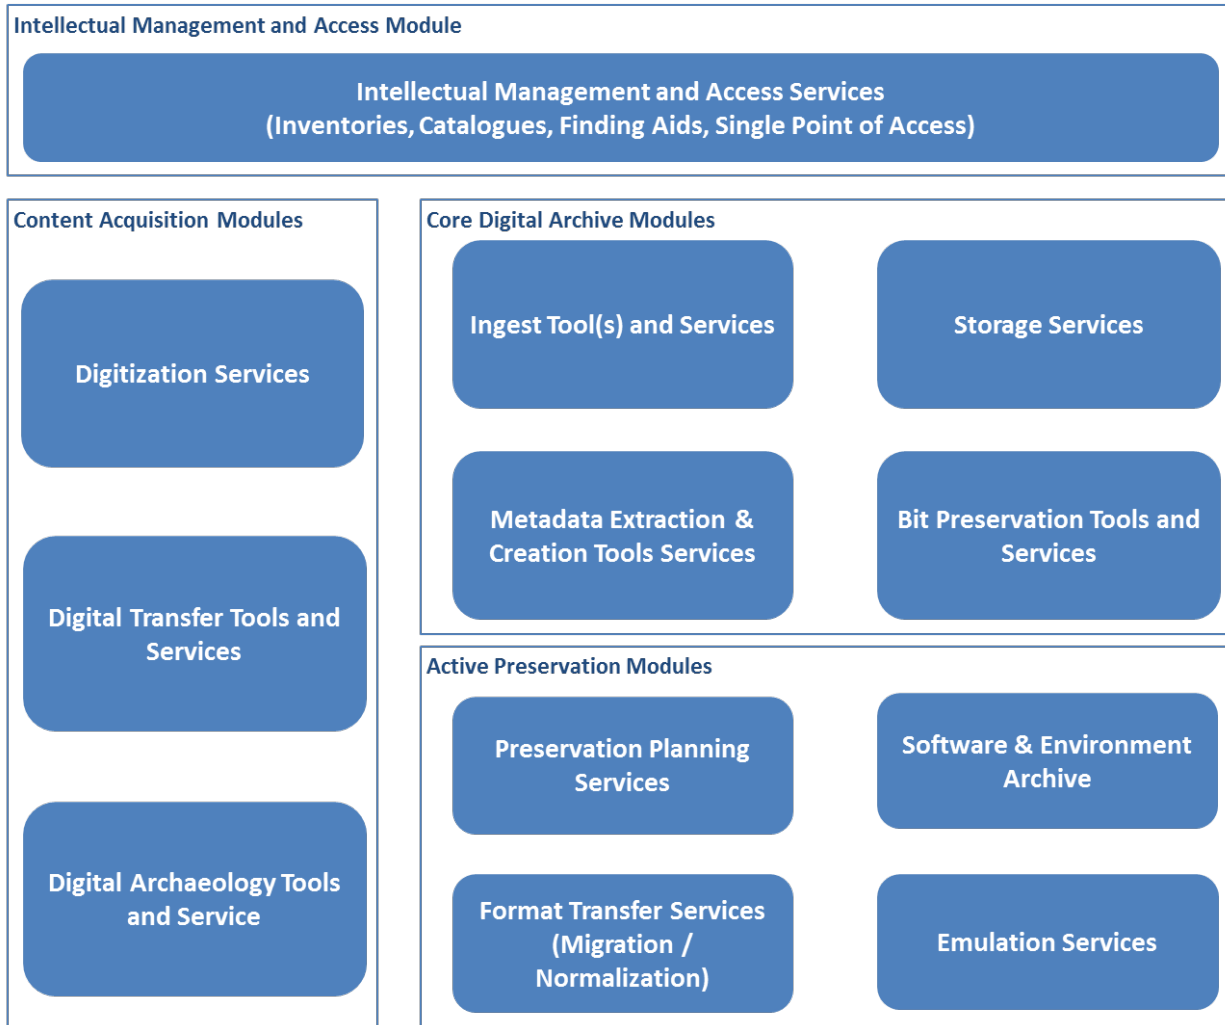 Intellectual Management and Access Module
Intellectual Management and Access Services
(Inventories, Catalogues, Finding Aids, Single Point of Access)
Content Acquisition Modules
Digitization Services
Digital Transfer Tools and
Services
Digital Archaeology Tools
and Service
Core Digital Archive Modules
Ingest Tool(s) and Services
Storage Services
Metadata Extraction &
Creation Tools Services
Bit Preservation Tools and
Services
Active Preservation Modules
Preservation Planning
Services
Software & Environment
Archive
Format Transfer Services
(Migration /
Normalization)
Emulation Services